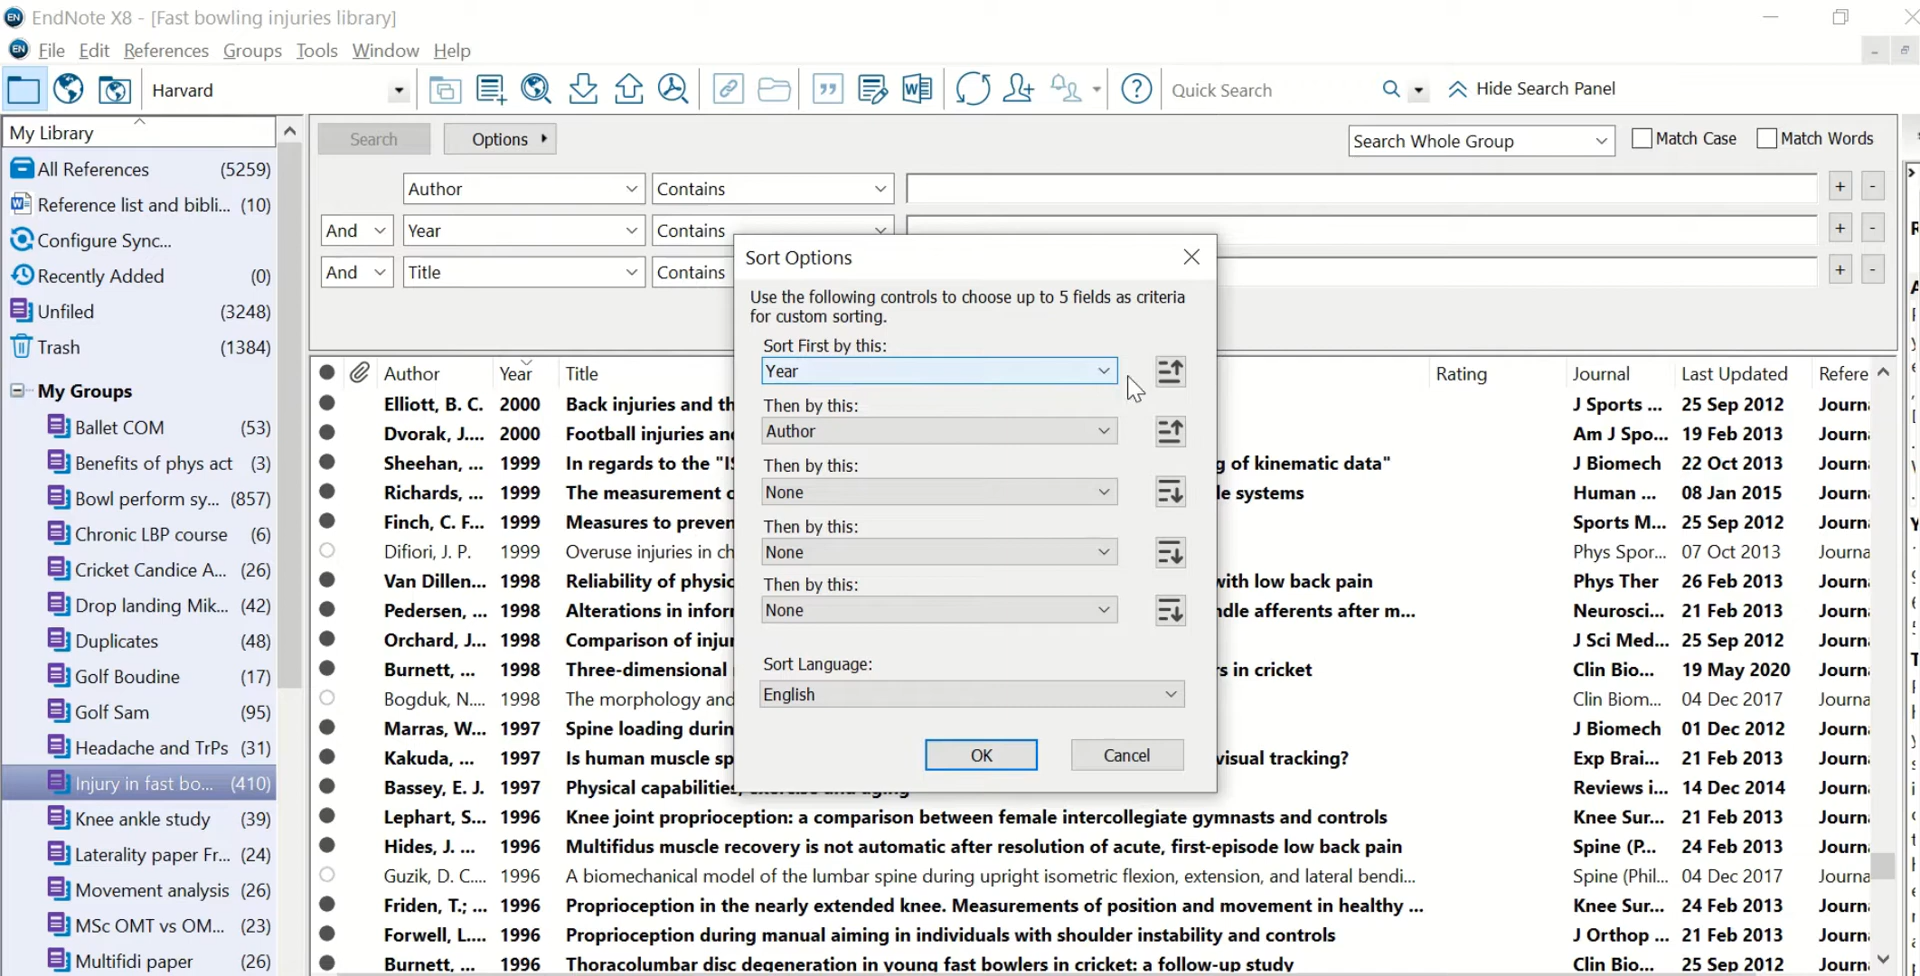 EndNote X8 - [Fast bowling injuries library]
File Edit References Groups Tools Window Help
Harvard
Quick Search
Hide Search Panel
My Library
All References (5259)
Reference list and bibli... (10)
Configure Sync...
Recently Added (0)
Unfiled (3248)
Trash (1384)
My Groups
Ballet COM (53)
Benefits of phys act (3)
Bowl perform sy... (857)
Chronic LBP course (6)
Cricket Candice A... (26)
Drop landing Mik... (42)
Duplicates (48)
Golf Boudine (17)
Golf Sam (95)
Headache and TrPs (31)
Injury in fast bo... (410)
Knee ankle study (39)
Laterality paper Fr... (24)
Movement analysis (26)
MSc OMT vs OM... (23)
Multifidi paper (26)
Search Options Search Whole Group Match Case Match Words
Author Contains + -
And Year Contains + -
And Title Contains + -
Sort Options
Use the following controls to choose up to 5 fields as criteria
for custom sorting.
Sort First by this:
Year
Then by this:
Author
Then by this:
None
Then by this:
None
Then by this:
None
Sort Language:
English
OK Cancel
Author Year Title Rating Journal Last Updated Refere
Elliott, B. C. 2000 Back injuries and th J Sports ... 25 Sep 2012 Journ
Dvorak, J.... 2000 Football injuries an Am J Spo... 19 Feb 2013 Journ
Sheehan, ... 1999 In regards to the "IS g of kinematic data" J Biomech 22 Oct 2013 Journ
Richards, ... 1999 The measurement le systems Human ... 08 Jan 2015 Journ
Finch, C. F... 1999 Measures to preven Sports M... 25 Sep 2012 Journ
Difiori, J. P. 1999 Overuse injuries in ch Phys Spor... 07 Oct 2013 Journa
Van Dillen... 1998 Reliability of physic with low back pain Phys Ther 26 Feb 2013 Journ
Pedersen, ... 1998 Alterations in infor ndle afferents after m... Neurosci... 21 Feb 2013 Journ
Orchard, J... 1998 Comparison of injur J Sci Med... 25 Sep 2012 Journ
Burnett, ... 1998 Three-dimensional rs in cricket Clin Bio... 19 May 2020 Journ
Bogduk, N.... 1998 The morphology and Clin Biom... 04 Dec 2017 Journa
Marras, W... 1997 Spine loading durin J Biomech 01 Dec 2012 Journ
Kakuda, ... 1997 Is human muscle sp visual tracking? Exp Brai... 21 Feb 2013 Journ
Bassey, E. J. 1997 Physical capabilities, exercise and aging Reviews i... 14 Dec 2014 Journ
Lephart, S... 1996 Knee joint proprioception: a comparison between female intercollegiate gymnasts and controls Knee Sur... 21 Feb 2013 Journ
Hides, J. ... 1996 Multifidus muscle recovery is not automatic after resolution of acute, first-episode low back pain Spine (P... 24 Feb 2013 Journ
Guzik, D. C.... 1996 A biomechanical model of the lumbar spine during upright isometric flexion, extension, and lateral bendi... Spine (Phil... 04 Dec 2017 Journa
Friden, T.; ... 1996 Proprioception in the nearly extended knee. Measurements of position and movement in healthy ... Knee Sur... 24 Feb 2013 Journ
Forwell, L.... 1996 Proprioception during manual aiming in individuals with shoulder instability and controls J Orthop ... 21 Feb 2013 Journ
Burnett, ... 1996 Thoracolumbar disc degeneration in young fast bowlers in cricket: a follow-up study Clin Bio... 25 Sep 2012 Journ